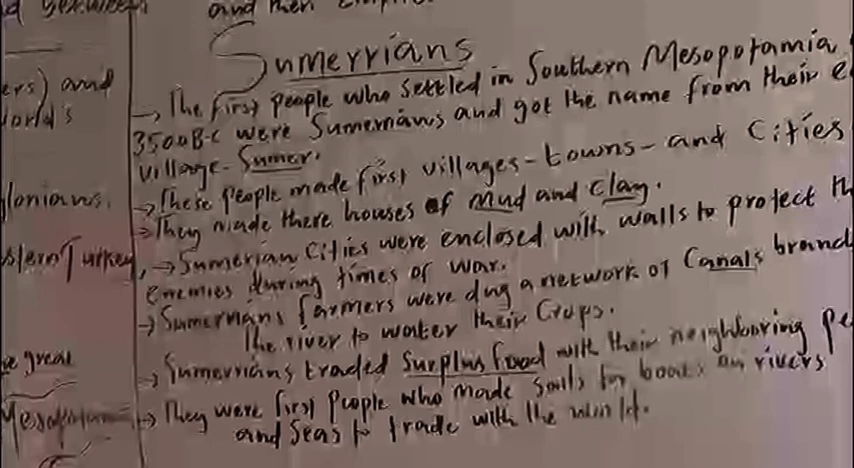 and then
Sumerrians
→ The first people who settled in Southern Mesopotamia
3500 B-C were Sumerians and got the name from their
village - Sumer.
→ These people made first villages - towns - and Cities
→ They made there houses of mud and clay.
→ Sumerian Cities were enclosed with walls to protect
enemies during times of war.
→ Sumerrians farmers were dug a network of Canals
The river to water their Crops.
→ Sumerrians traded Surplus food with their neighbouring
→ They were first people who made sails for boats on rivers
and Seas to trade with the world.
ers) and
orld's
lonians.
stern Turkey,
great
Mesopotamia